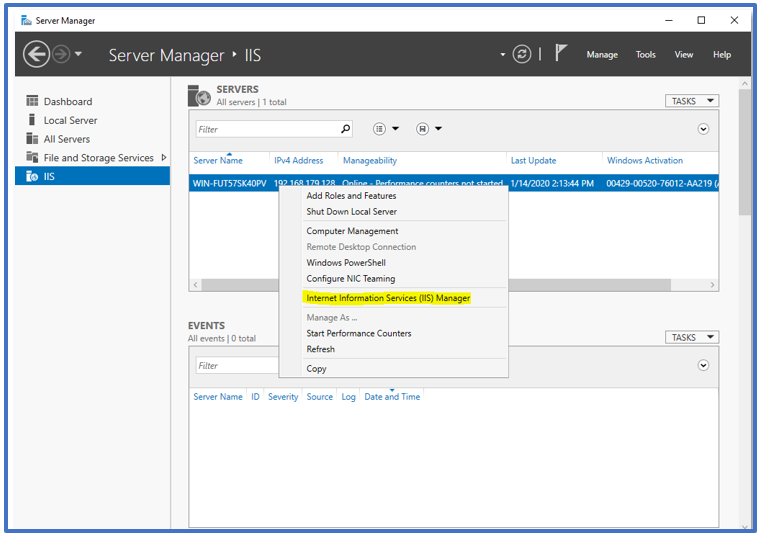 Server Manager
Server Manager • IIS
Manage Tools View Help
Dashboard
Local Server
All Servers
File and Storage Services
IIS
SERVERS
All servers | 1 total
TASKS
Filter
Server Name IPv4 Address Manageability Last Update Windows Activation
WIN-FUT57SK40PV 192.168.179.128 Online - Performance counters not started 1/14/2020 2:13:44 PM 00429-00520-76012-AA219 (A
Add Roles and Features
Shut Down Local Server
Computer Management
Remote Desktop Connection
Windows PowerShell
Configure NIC Teaming
Internet Information Services (IIS) Manager
Manage As ...
Start Performance Counters
Refresh
Copy
EVENTS
All events | 0 total
TASKS
Filter
Server Name ID Severity Source Log Date and Time